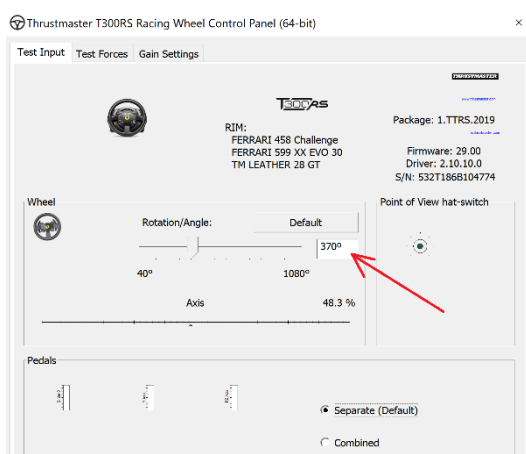 Thrustmaster T300RS Racing Wheel Control Panel (64-bit)
×
Test Input
Test Forces
Gain Settings
THRUSTMASTER
T300RS
RIM:
FERRARI 458 Challenge
FERRARI 599 XX EVO 30
TM LEATHER 28 GT
Package: 1.TTRS.2019
Firmware: 29.00
Driver: 2.10.10.0
S/N: 532T186B104774
Wheel
Point of View hat-switch
Rotation/Angle:
Default
370º
40º
1080º
Axis
48.3 %
Pedals
Separate (Default)
Combined